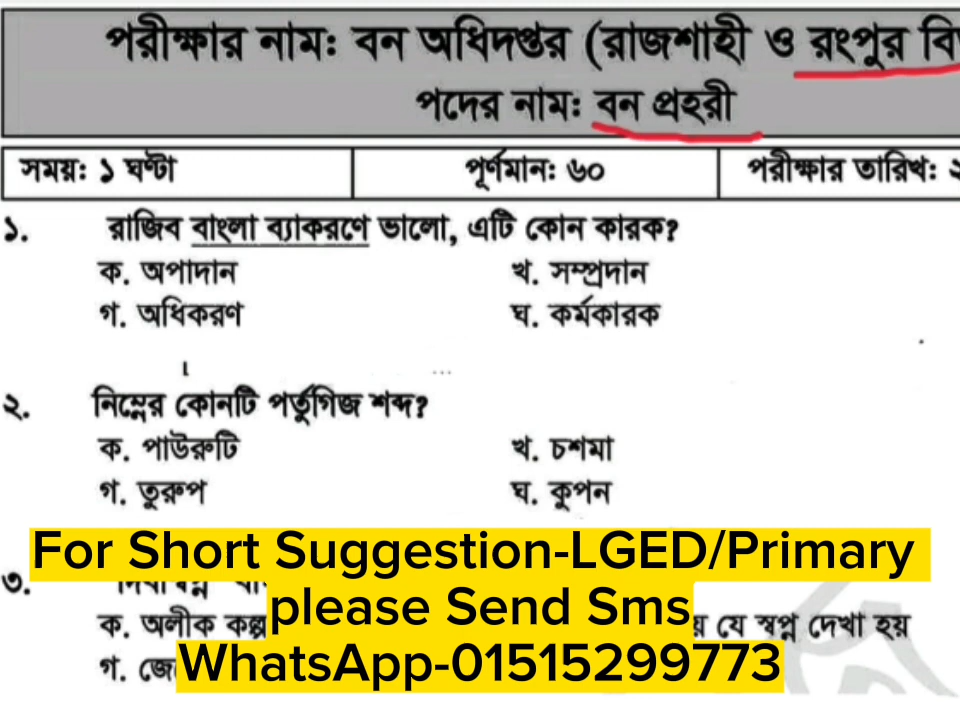 পরীক্ষার নাম: বন অধিদপ্তর (রাজশাহী ও রংপুর
পদের নাম: বন প্রহরী
সময়: ১ ঘণ্টা পূর্ণমান: ৬০ পরীক্ষার তারিখ:
১. রাজিব বাংলা ব্যাকরণে ভালো, এটি কোন কারক?
ক. অপাদান খ. সম্প্রদান
গ. অধিকরণ ঘ. কর্মকারক
২. নিম্নের কোনটি পর্তুগিজ শব্দ?
ক. পাউরুটি খ. চশমা
গ. তুরুপ ঘ. কুপন
For Short Suggestion-LGED/Primary
৩.
please Send Sms
ক. অলীক কল্প যে স্বপ্ন দেখা হয়
WhatsApp-01515299773
গ.